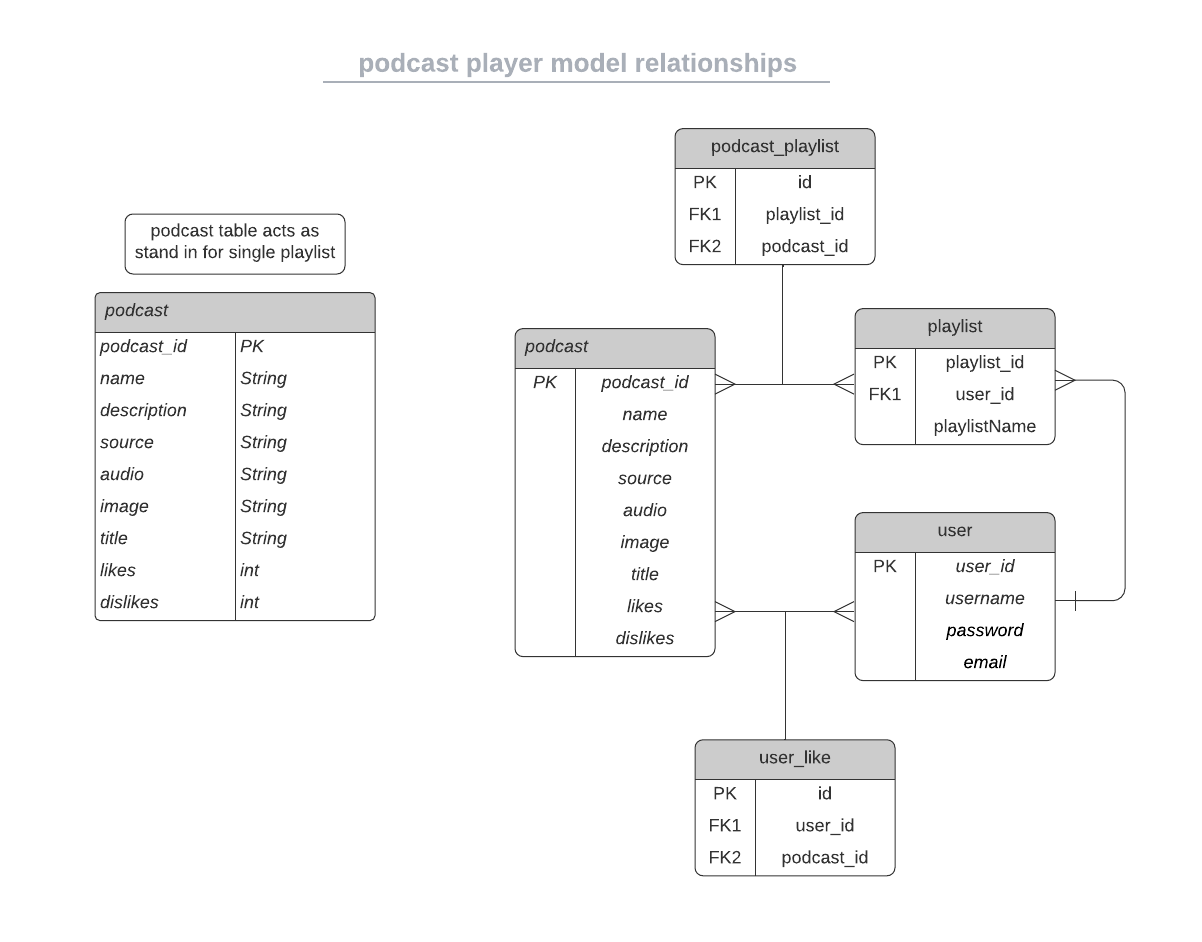 podcast player model relationships
podcast table acts as
stand in for single playlist
podcast
podcast_id PK
name String
description String
source String
audio String
image String
title String
likes int
dislikes int
podcast_playlist
PK id
FK1 playlist_id
FK2 podcast_id
podcast
PK podcast_id
name
description
source
audio
image
title
likes
dislikes
playlist
PK playlist_id
FK1 user_id
playlistName
user
PK user_id
username
password
email
user_like
PK id
FK1 user_id
FK2 podcast_id